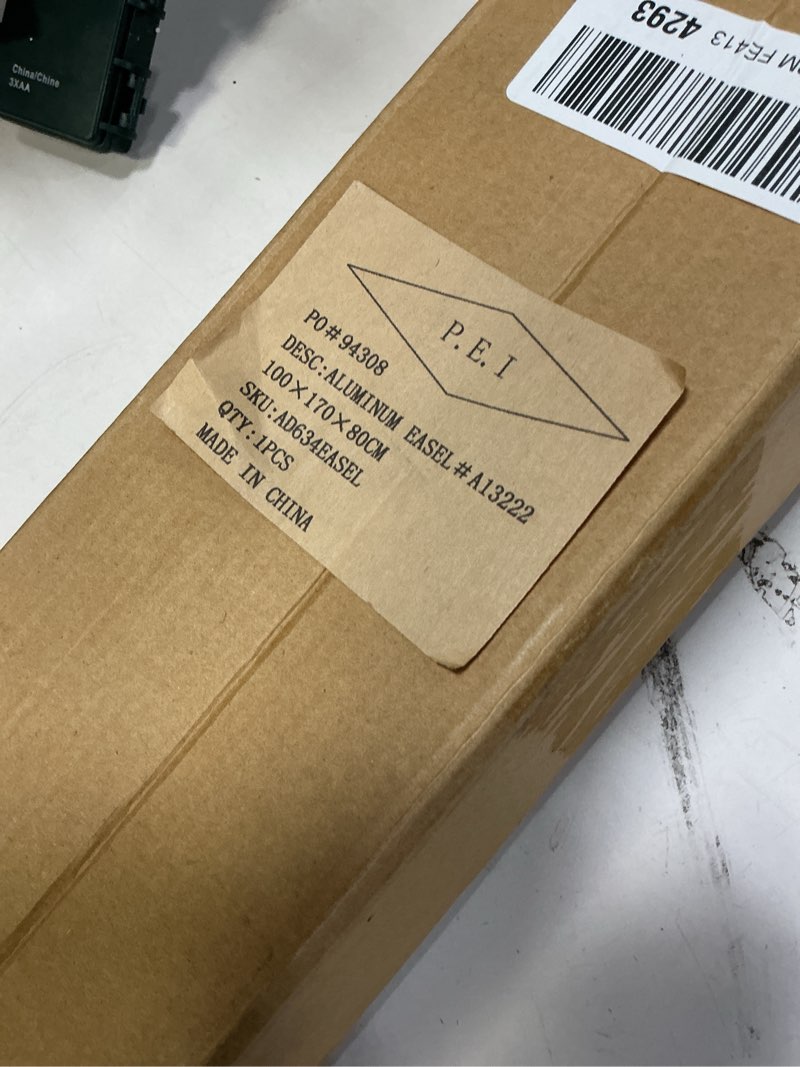 China/China
3XAA
FE413 4293
P.E.I
PO#94308
DESC:ALUMINUM EASEL#A13222
100×170×80CM
SKU:AD634EASEL
QTY:1PCS
MADE IN CHINA